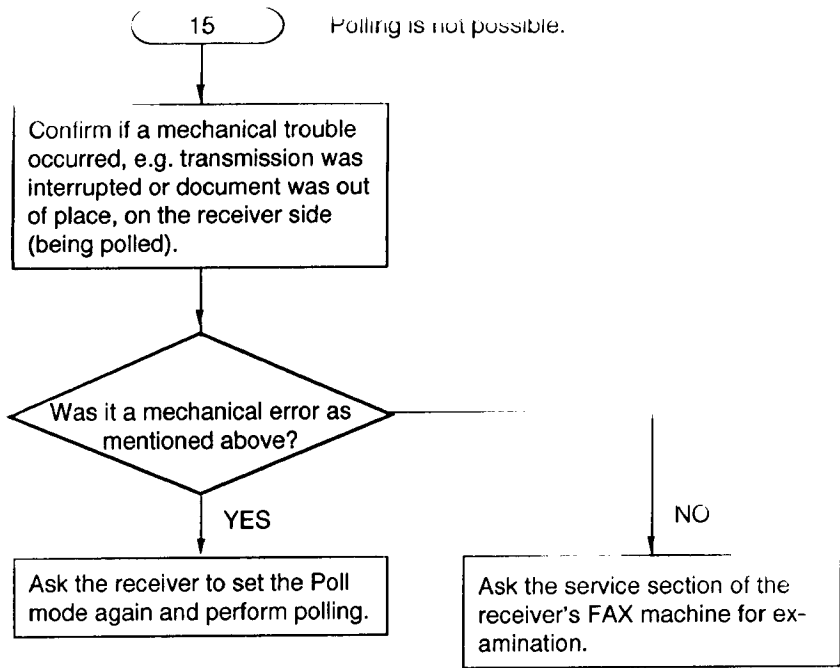 15 Polling is not possible.
Confirm if a mechanical trouble
occurred, e.g. transmission was
interrupted or document was out
of place, on the receiver side
(being polled).
Was it a mechanical error as
mentioned above?
YES
NO
Ask the receiver to set the Poll
mode again and perform polling.
Ask the service section of the
receiver's FAX machine for ex-
amination.